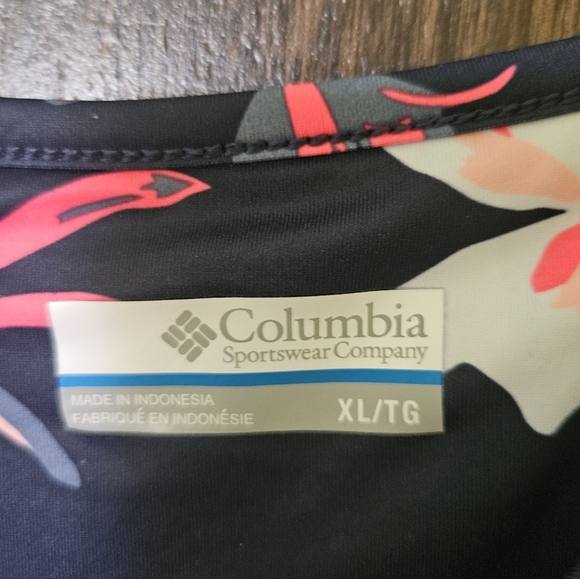 Columbia
Sportswear Company
MADE IN INDONESIA
FABRIQUÉ EN INDONÉSIE
XL/TG